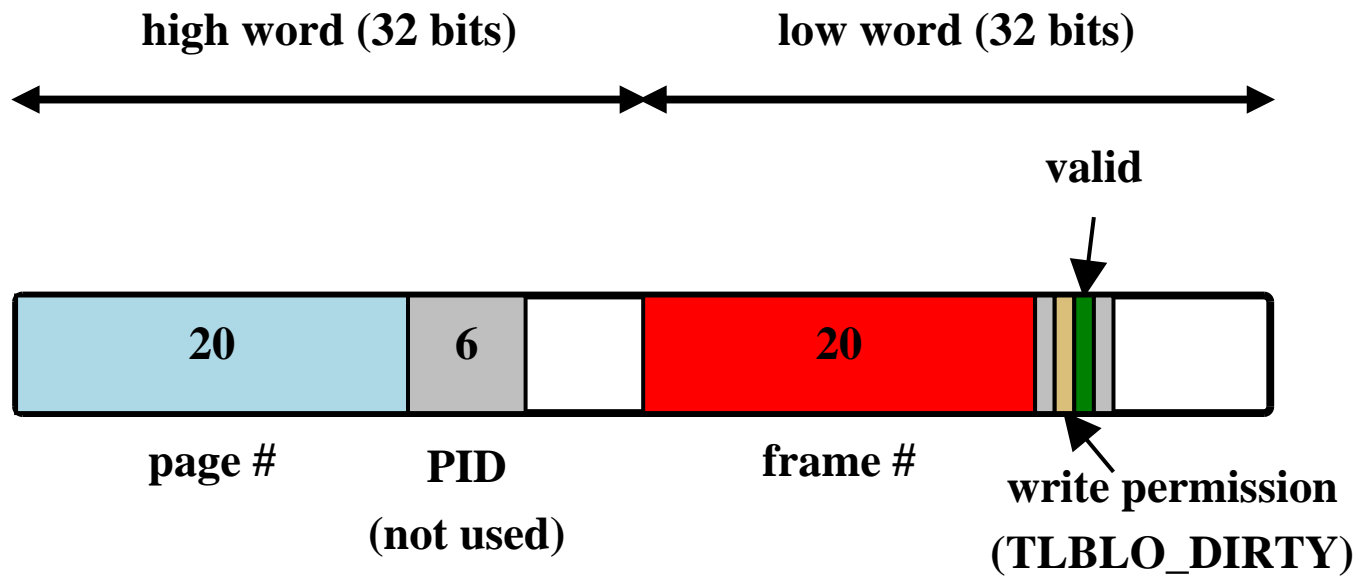 high word (32 bits)
low word (32 bits)
valid
20
6
20
page #
PID
(not used)
frame #
write permission
(TLBLO_DIRTY)